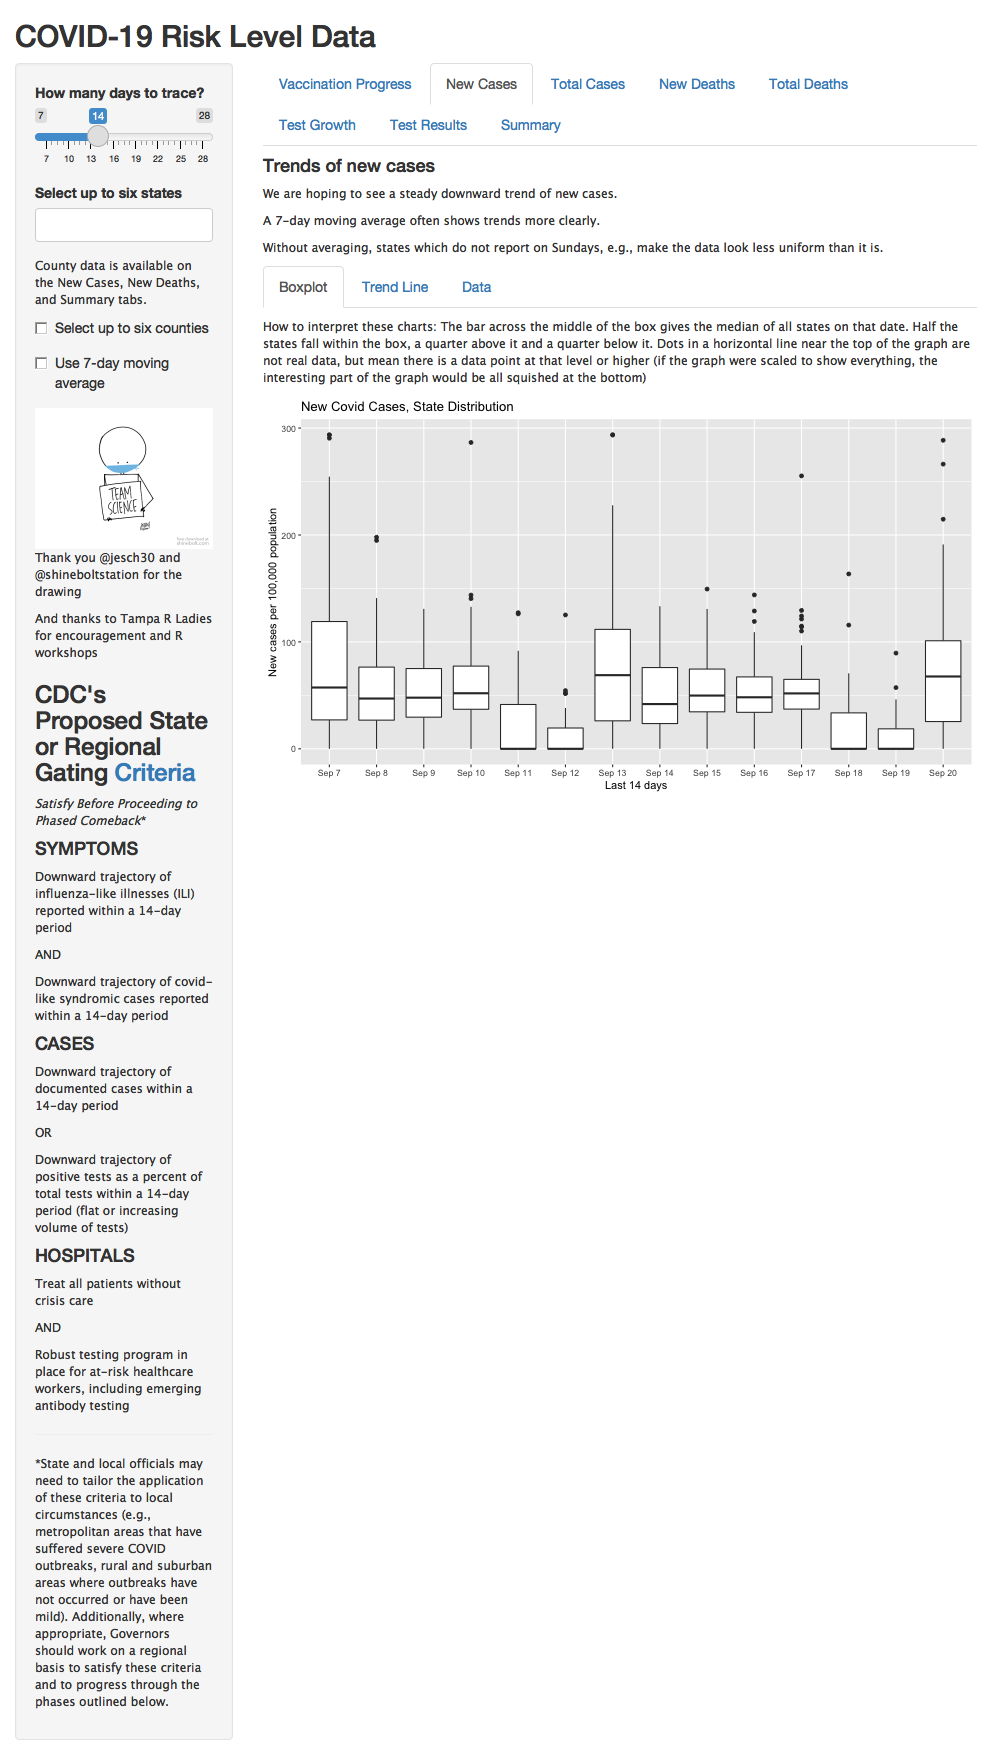 COVID-19 Risk Level Data
How many days to trace?
7 14 28
7 10 13 16 19 22 25 28
Select up to six states
County data is available on
the New Cases, New Deaths,
and Summary tabs.
Select up to six counties
Use 7-day moving
average
TEAM
SCIENCE
Thank you @jesch30 and
@shineboltstation for the
drawing
And thanks to Tampa R Ladies
for encouragement and R
workshops
CDC's
Proposed State
or Regional
Gating Criteria
Satisfy Before Proceeding to
Phased Comeback*
SYMPTOMS
Downward trajectory of
influenza-like illnesses (ILI)
reported within a 14-day
period
AND
Downward trajectory of covid-
like syndromic cases reported
within a 14-day period
CASES
Downward trajectory of
documented cases within a
14-day period
OR
Downward trajectory of
positive tests as a percent of
total tests within a 14-day
period (flat or increasing
volume of tests)
HOSPITALS
Treat all patients without
crisis care
AND
Robust testing program in
place for at-risk healthcare
workers, including emerging
antibody testing
*State and local officials may
need to tailor the application
of these criteria to local
circumstances (e.g.,
metropolitan areas that have
suffered severe COVID
outbreaks, rural and suburban
areas where outbreaks have
not occurred or have been
mild). Additionally, where
appropriate, Governors
should work on a regional
basis to satisfy these criteria
and to progress through the
phases outlined below.
Vaccination Progress New Cases Total Cases New Deaths Total Deaths
Test Growth Test Results Summary
Trends of new cases
We are hoping to see a steady downward trend of new cases.
A 7-day moving average often shows trends more clearly.
Without averaging, states which do not report on Sundays, e.g., make the data look less uniform than it is.
Boxplot Trend Line Data
How to interpret these charts: The bar across the middle of the box gives the median of all states on that date. Half the
states fall within the box, a quarter above it and a quarter below it. Dots in a horizontal line near the top of the graph are
not real data, but mean there is a data point at that level or higher (if the graph were scaled to show everything, the
interesting part of the graph would be all squished at the bottom)
New Covid Cases, State Distribution
New cases per 100,000 population
300
200
100
0
Sep 7 Sep 8 Sep 9 Sep 10 Sep 11 Sep 12 Sep 13 Sep 14 Sep 15 Sep 16 Sep 17 Sep 18 Sep 19 Sep 20
Last 14 days